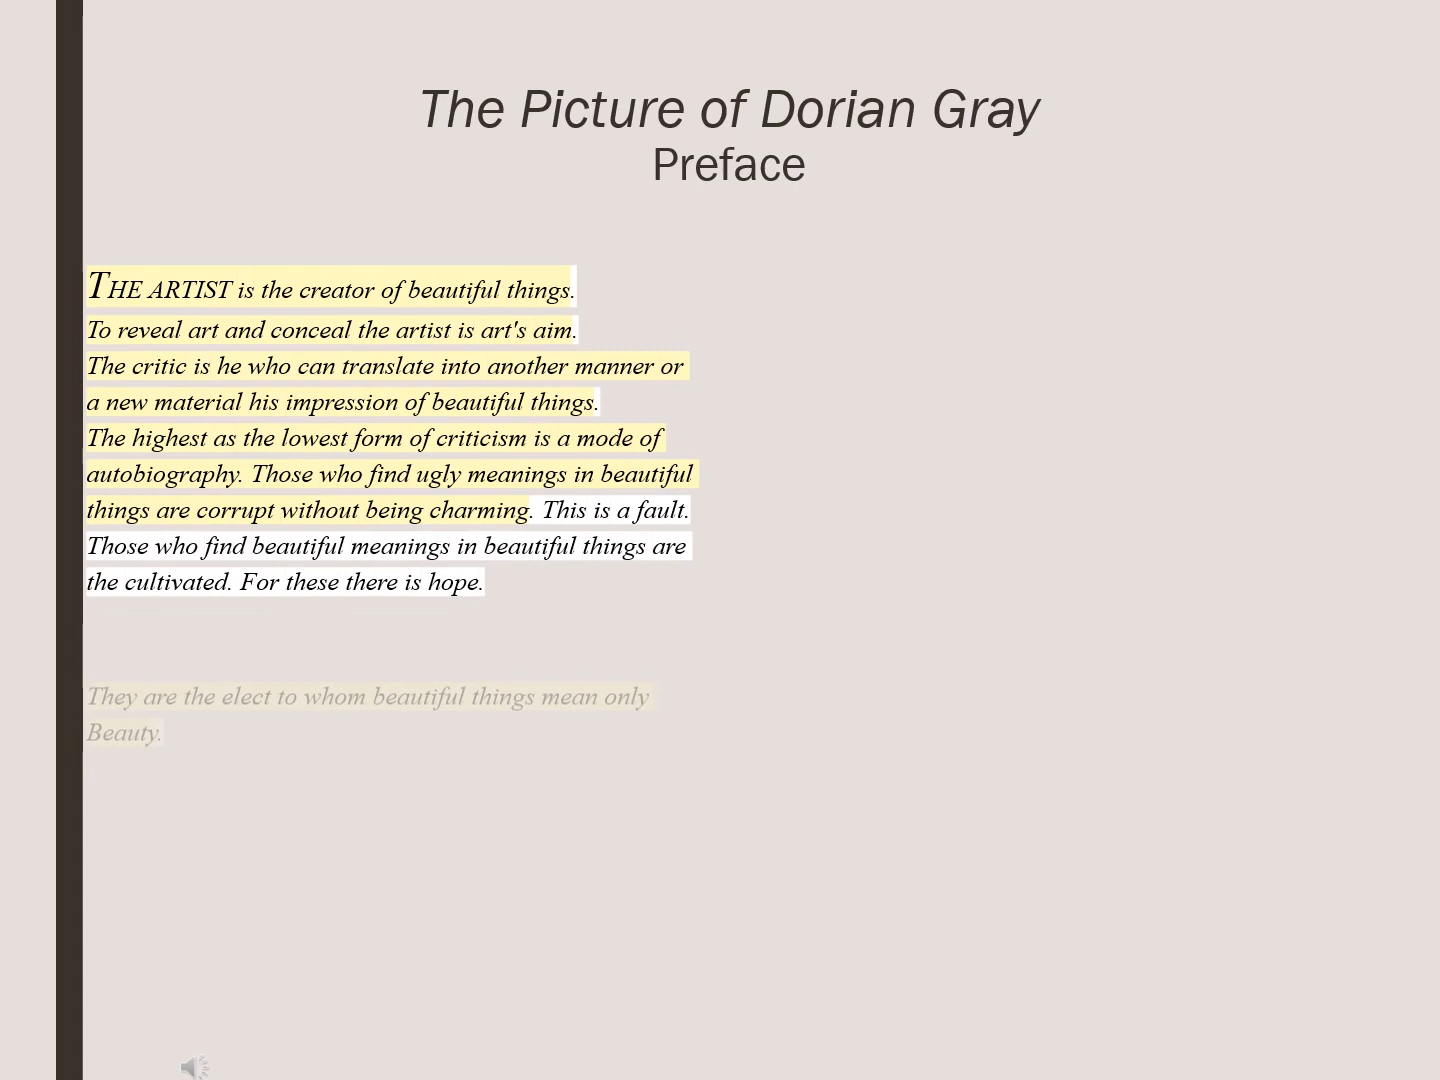 The Picture of Dorian Gray
Preface
THE ARTIST is the creator of beautiful things.
To reveal art and conceal the artist is art's aim.
The critic is he who can translate into another manner or
a new material his impression of beautiful things.
The highest as the lowest form of criticism is a mode of
autobiography. Those who find ugly meanings in beautiful
things are corrupt without being charming. This is a fault.
Those who find beautiful meanings in beautiful things are
the cultivated. For these there is hope.
They are the elect to whom beautiful things mean only
Beauty.